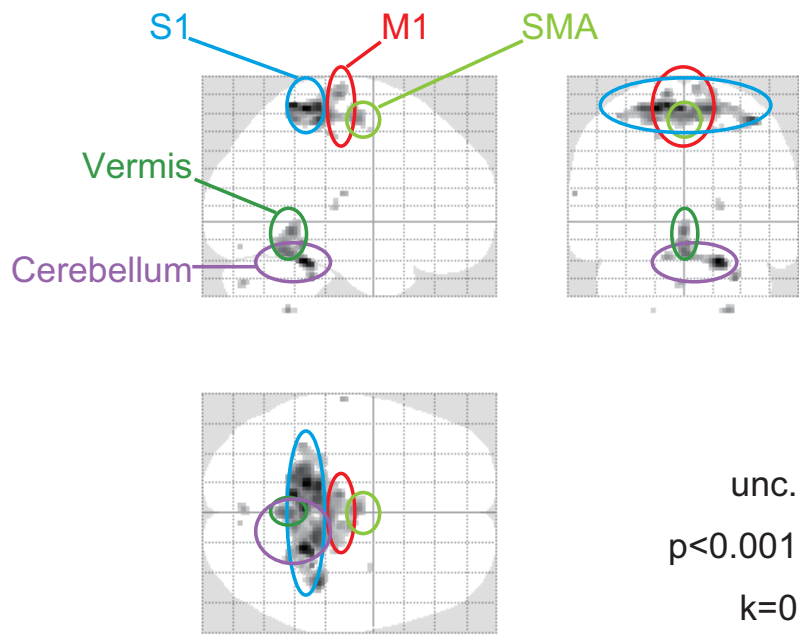 S1
M1
SMA
Vermis
Cerebellum
unc.
p<0.001
k=0